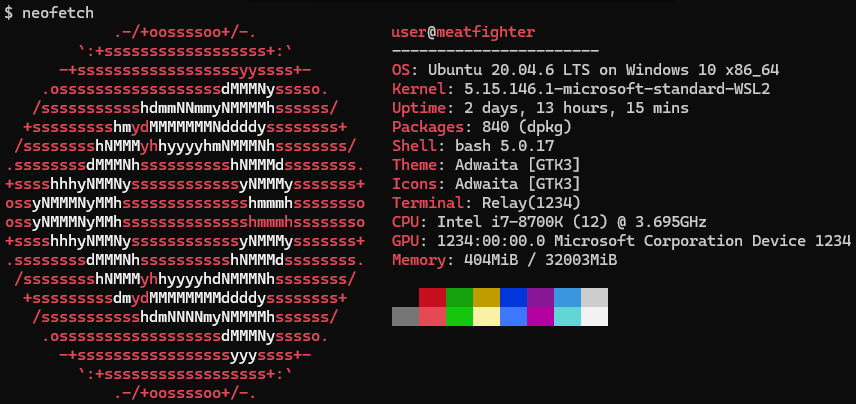 $ neofetch
            .-/+oossssoo+/-.               user@meatfighter
        `:+ssssssssssssssssss+:`           -----------------------
      -+ssssssssssssssssssyyssss+-         OS: Ubuntu 20.04.6 LTS on Windows 10 x86_64
    .ossssssssssssssssssdMMMNysssso.       Kernel: 5.15.146.1-microsoft-standard-WSL2
   /ssssssssssshdmmNNmmyNMMMMhssssss/      Uptime: 2 days, 13 hours, 15 mins
  +ssssssssshmydMMMMMMMNddddyssssssss+     Packages: 840 (dpkg)
 /sssssssshNMMMyhhyyyyhmNMMMNhssssssss/    Shell: bash 5.0.17
.ssssssssdMMMNhsssssssssshNMMMdssssssss.   Theme: Adwaita [GTK3]
+sssshhhyNMMNyssssssssssssyNMMMysssssss+   Icons: Adwaita [GTK3]
ossyNMMMNyMMhsssssssssssssshmmmhssssssso   Terminal: Relay(1234)
ossyNMMMNyMMhsssssssssssssshmmmhssssssso   CPU: Intel i7-8700K (12) @ 3.695GHz
+sssshhhyNMMNyssssssssssssyNMMMysssssss+   GPU: 1234:00:00.0 Microsoft Corporation Device 1234
.ssssssssdMMMNhsssssssssshNMMMdssssssss.   Memory: 404MiB / 32003MiB
 /sssssssshNMMMyhhyyyyhdNMMMNhssssssss/
  +sssssssssdmydMMMMMMMMddddyssssssss+
   /ssssssssssshdmNNNNmyNMMMMhssssss/
    .ossssssssssssssssssdMMMNysssso.
      -+sssssssssssssssssyyyssss+-
        `:+ssssssssssssssssss+:`
            .-/+oossssoo+/-.